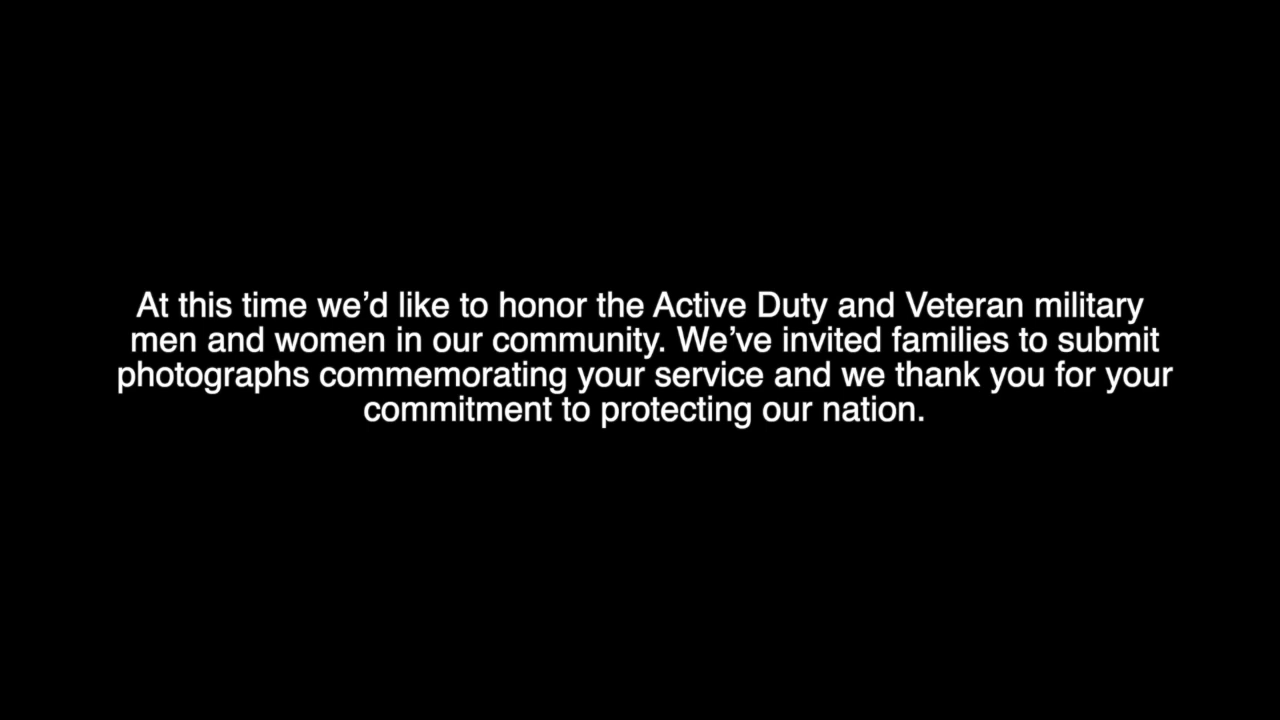 At this time we’d like to honor the Active Duty and Veteran military
men and women in our community. We’ve invited families to submit
photographs commemorating your service and we thank you for your
commitment to protecting our nation.